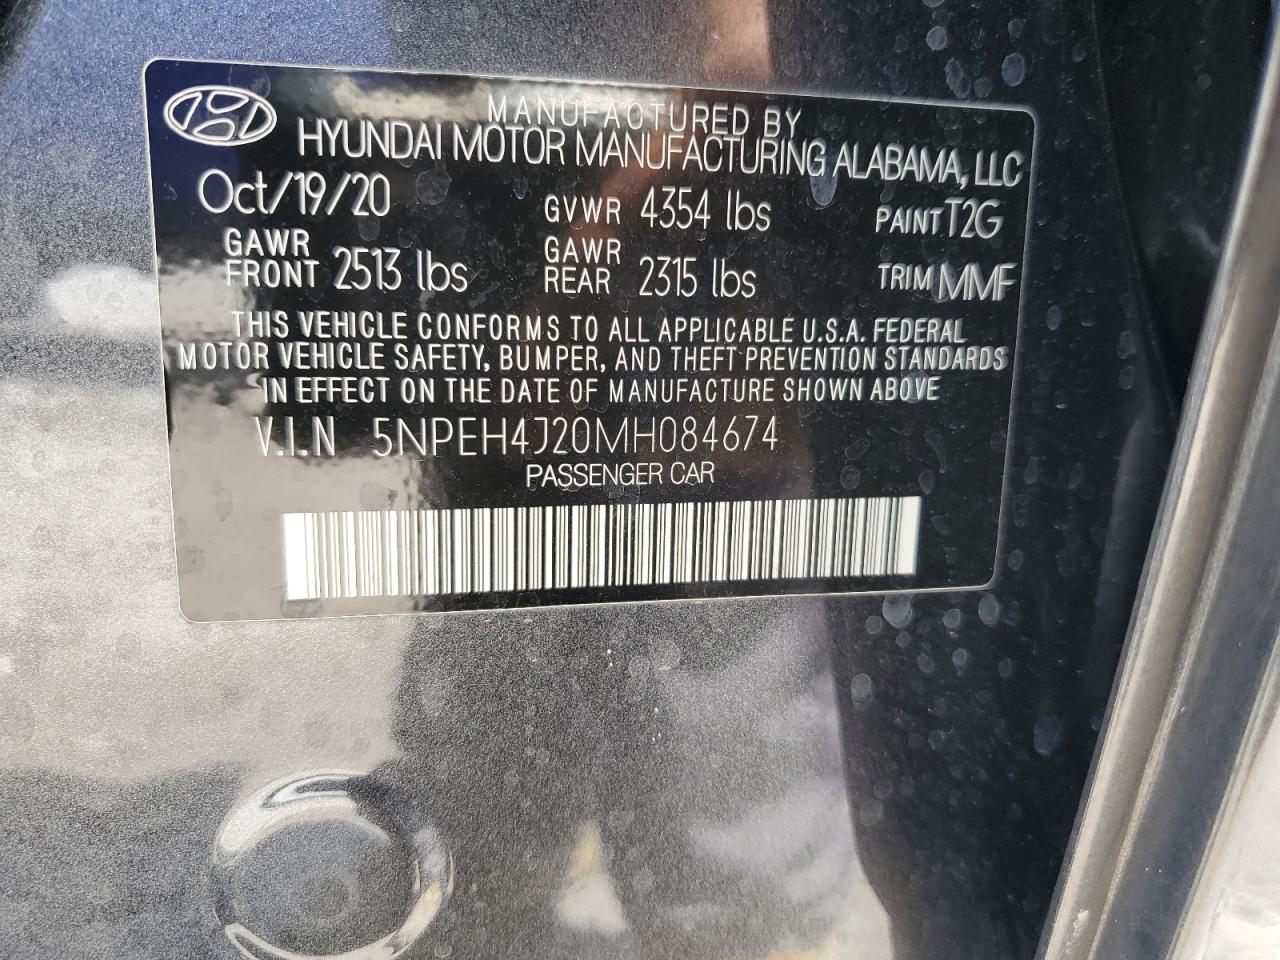 MANUFACTURED BY
HYUNDAI MOTOR MANUFACTURING ALABAMA, LLC
Oct/19/20 GVWR 4354 lbs PAINT T2G
GAWR FRONT 2513 lbs GAWR REAR 2315 lbs TRIM MMF
THIS VEHICLE CONFORMS TO ALL APPLICABLE U.S.A. FEDERAL
MOTOR VEHICLE SAFETY, BUMPER, AND THEFT PREVENTION STANDARDS
IN EFFECT ON THE DATE OF MANUFACTURE SHOWN ABOVE
V.I.N 5NPEH4J20MH084674
PASSENGER CAR